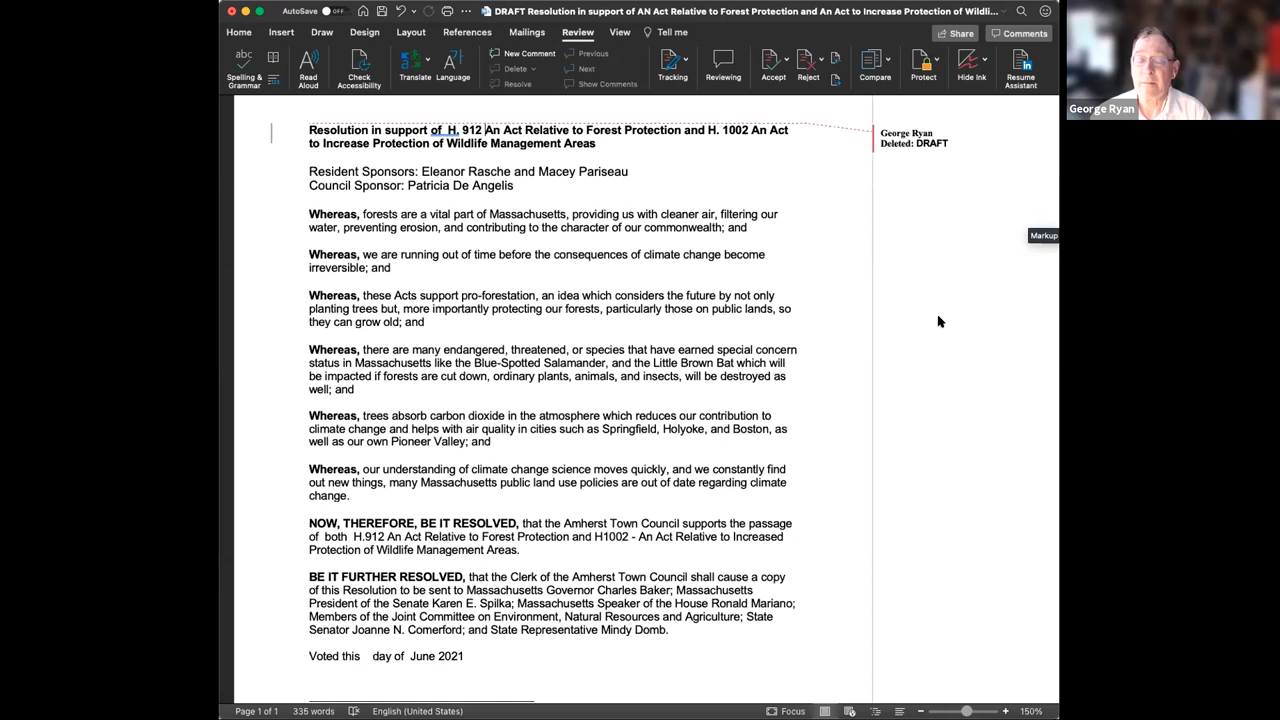 AutoSave OFF
DRAFT Resolution in support of AN Act Relative to Forest Protection and An Act to Increase Protection of Wildli...
Home Insert Draw Design Layout References Mailings Review View Tell me Share Comments
abc
Spelling & Grammar
Read Aloud
Check Accessibility
Translate
Language
New Comment
Delete
Resolve
Previous
Next
Show Comments
Tracking
Reviewing
Accept
Reject
Compare
Protect
Hide Ink
Resume Assistant
George Ryan
Resolution in support of H. 912 An Act Relative to Forest Protection and H. 1002 An Act
to Increase Protection of Wildlife Management Areas
George Ryan
Deleted: DRAFT
Resident Sponsors: Eleanor Rasche and Macey Pariseau
Council Sponsor: Patricia De Angelis
Whereas, forests are a vital part of Massachusetts, providing us with cleaner air, filtering our
water, preventing erosion, and contributing to the character of our commonwealth; and
Markup
Whereas, we are running out of time before the consequences of climate change become
irreversible; and
Whereas, these Acts support pro-forestation, an idea which considers the future by not only
planting trees but, more importantly protecting our forests, particularly those on public lands, so
they can grow old; and
Whereas, there are many endangered, threatened, or species that have earned special concern
status in Massachusetts like the Blue-Spotted Salamander, and the Little Brown Bat which will
be impacted if forests are cut down, ordinary plants, animals, and insects, will be destroyed as
well; and
Whereas, trees absorb carbon dioxide in the atmosphere which reduces our contribution to
climate change and helps with air quality in cities such as Springfield, Holyoke, and Boston, as
well as our own Pioneer Valley; and
Whereas, our understanding of climate change science moves quickly, and we constantly find
out new things, many Massachusetts public land use policies are out of date regarding climate
change.
NOW, THEREFORE, BE IT RESOLVED, that the Amherst Town Council supports the passage
of both H.912 An Act Relative to Forest Protection and H1002 - An Act Relative to Increased
Protection of Wildlife Management Areas.
BE IT FURTHER RESOLVED, that the Clerk of the Amherst Town Council shall cause a copy
of this Resolution to be sent to Massachusetts Governor Charles Baker; Massachusetts
President of the Senate Karen E. Spilka; Massachusetts Speaker of the House Ronald Mariano;
Members of the Joint Committee on Environment, Natural Resources and Agriculture; State
Senator Joanne N. Comerford; and State Representative Mindy Domb.
Voted this day of June 2021
Page 1 of 1 335 words English (United States) Focus 150%